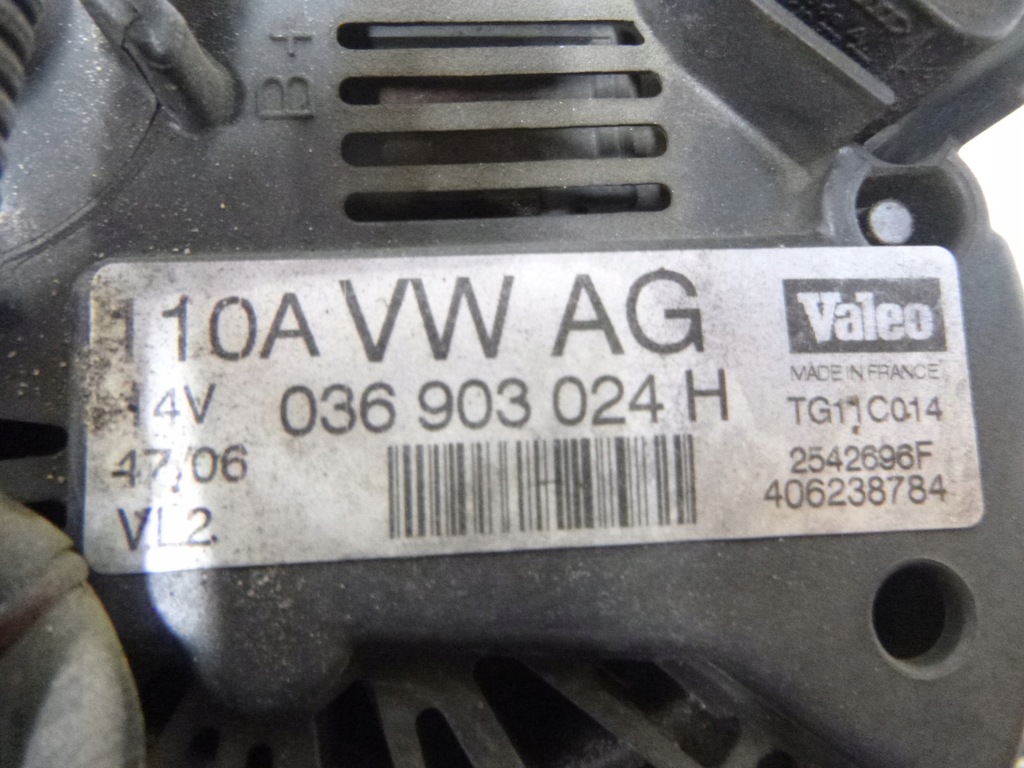 B+
110A VW AG
Valeo
MADE IN FRANCE
14V 036 903 024 H TG11C014
47/06 2542696F
VL2 406238784